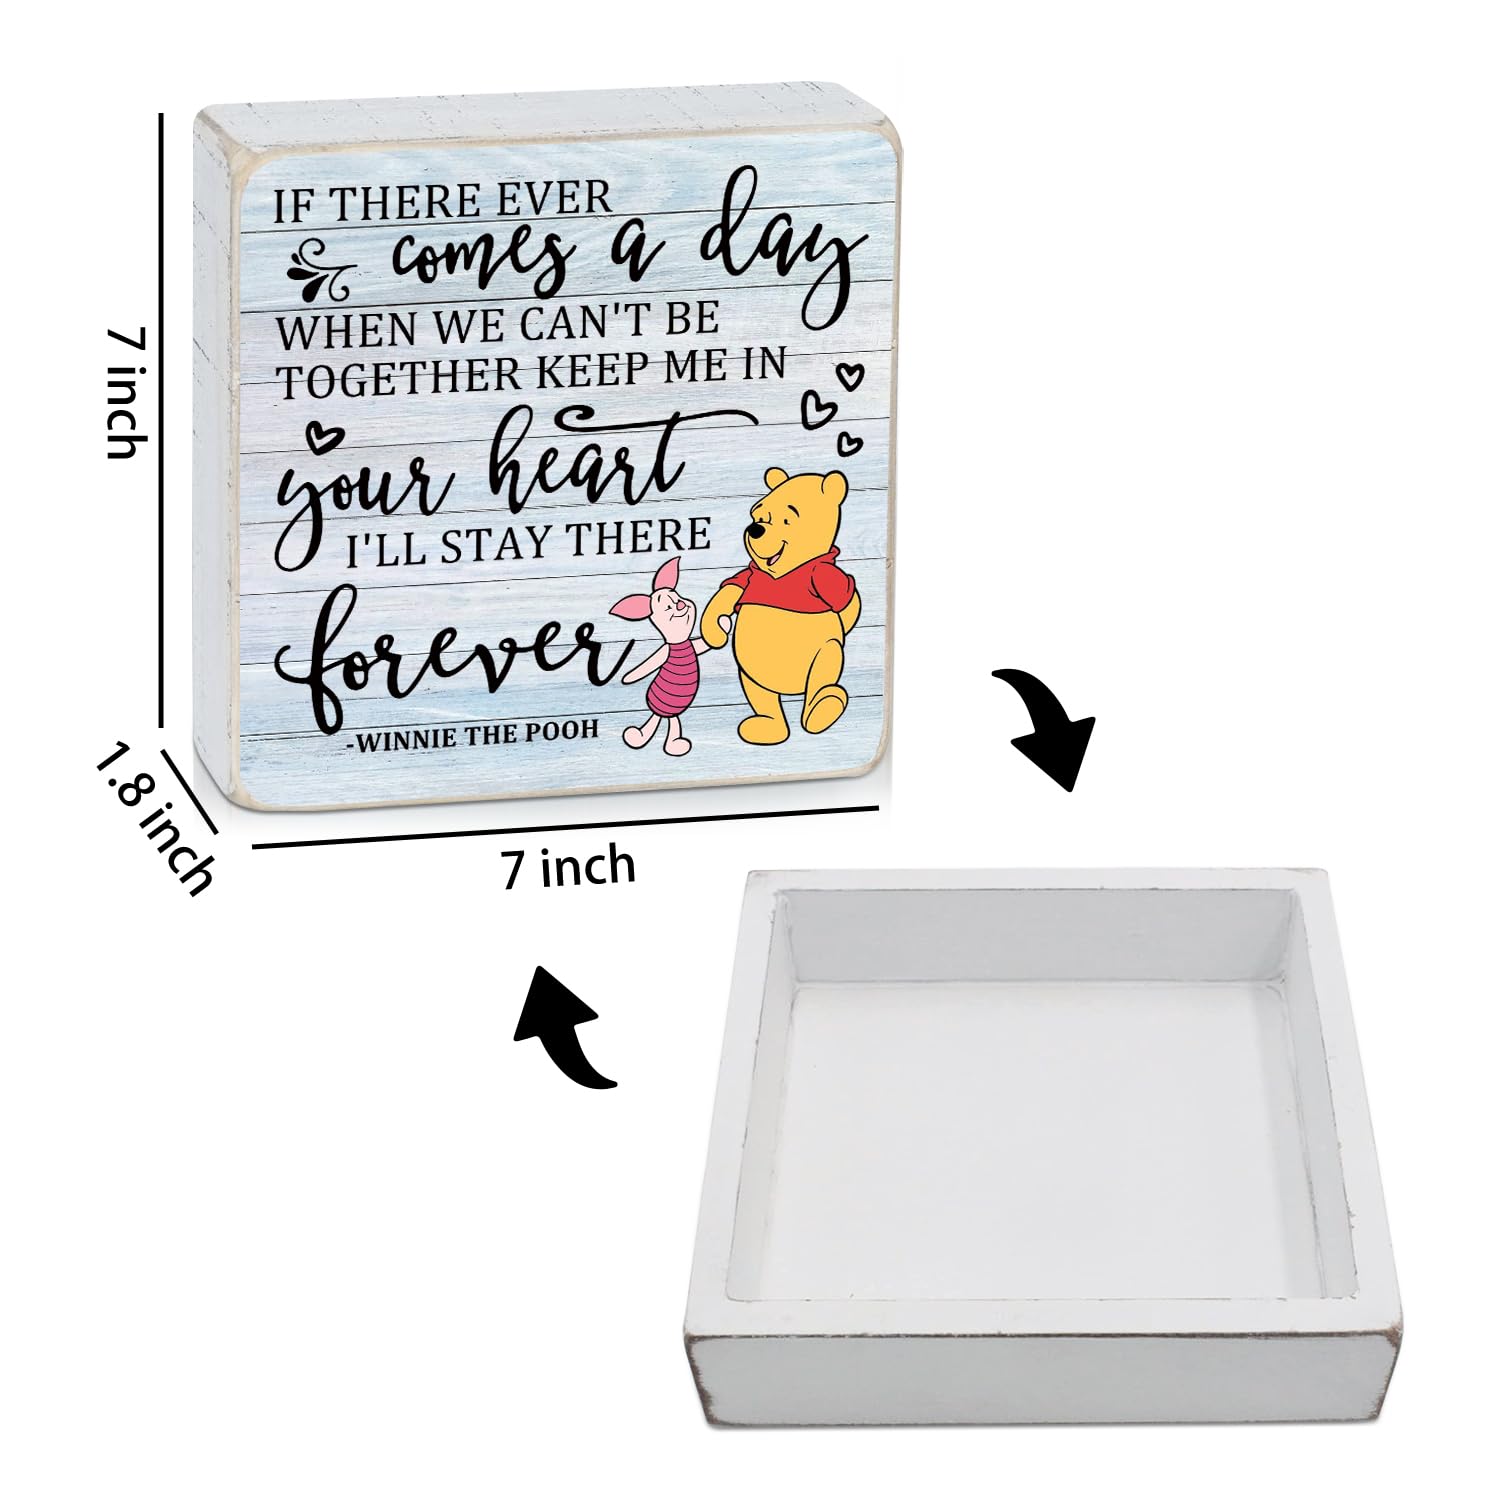 IF THERE EVER
comes a day
WHEN WE CAN'T BE
TOGETHER KEEP ME IN
your heart
I'LL STAY THERE
forever
-WINNIE THE POOH
7 inch
1.8 inch
7 inch